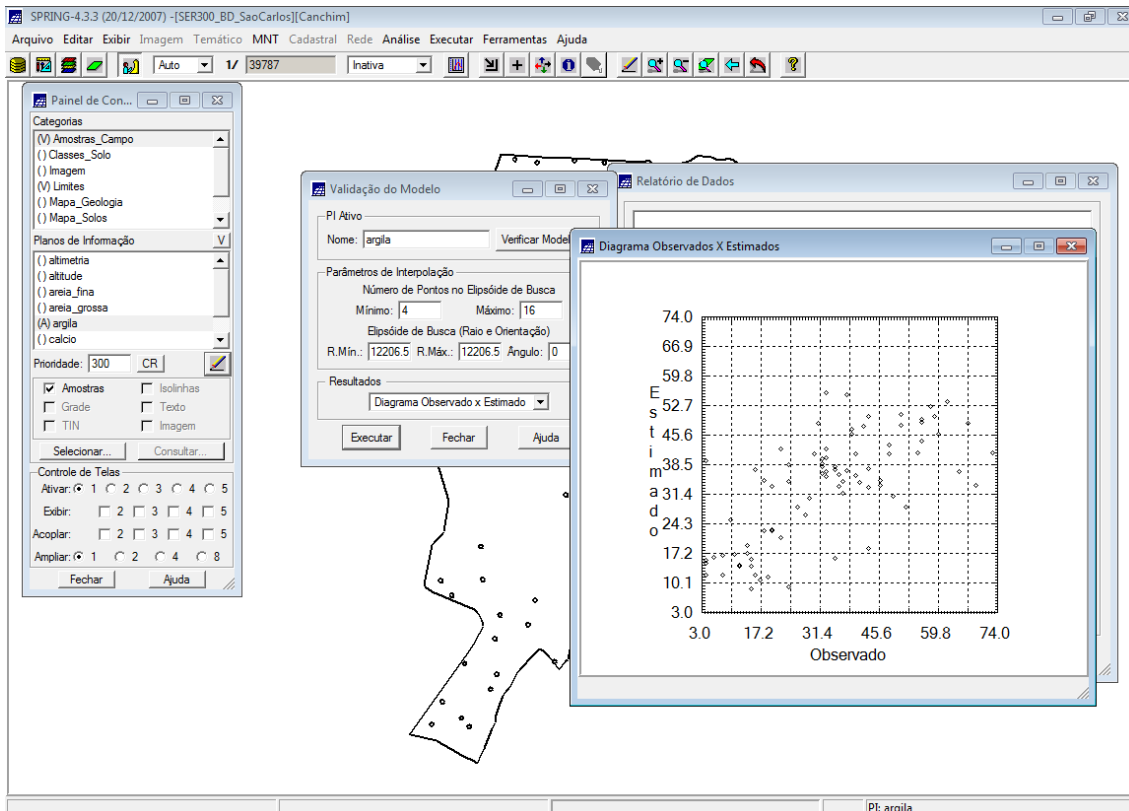 SPRING-4.3.3 (20/12/2007) -[SER300_BD_SaoCarlos][Canchim]
Arquivo Editar Exibir Imagem Temático MNT Cadastral Rede Análise Executar Ferramentas Ajuda
Auto 1/ 39787 Inativa
Painel de Con...
Categorias
(V) Amostras_Campo
() Classes_Solo
() Imagem
(V) Limites
() Mapa_Geologia
() Mapa_Solos
Planos de Informação V
() altimetria
() altitude
() areia_fina
() areia_grossa
(A) argila
() calcio
Prioridade: 300 CR
Amostras Isolinhas
Grade Texto
TIN Imagem
Selecionar... Consultar...
Controle de Telas
Ativar: 1 2 3 4 5
Exibir: 2 3 4 5
Acoplar: 2 3 4 5
Ampliar: 1 2 4 8
Fechar Ajuda
Validação do Modelo
PI Ativo
Nome: argila Verificar Model
Parâmetros de Interpolação
Número de Pontos no Elipsóide de Busca
Mínimo: 4 Máximo: 16
Elipsóide de Busca (Raio e Orientação)
R.Mín.: 12206.5 R.Máx.: 12206.5 Ângulo: 0
Resultados
Diagrama Observado x Estimado
Executar Fechar Ajuda
Relatório de Dados
Diagrama Observados X Estimados
74.0
66.9
59.8
52.7
45.6
38.5
31.4
24.3
17.2
10.1
3.0
Estimado
3.0 17.2 31.4 45.6 59.8 74.0
Observado
PI: argila